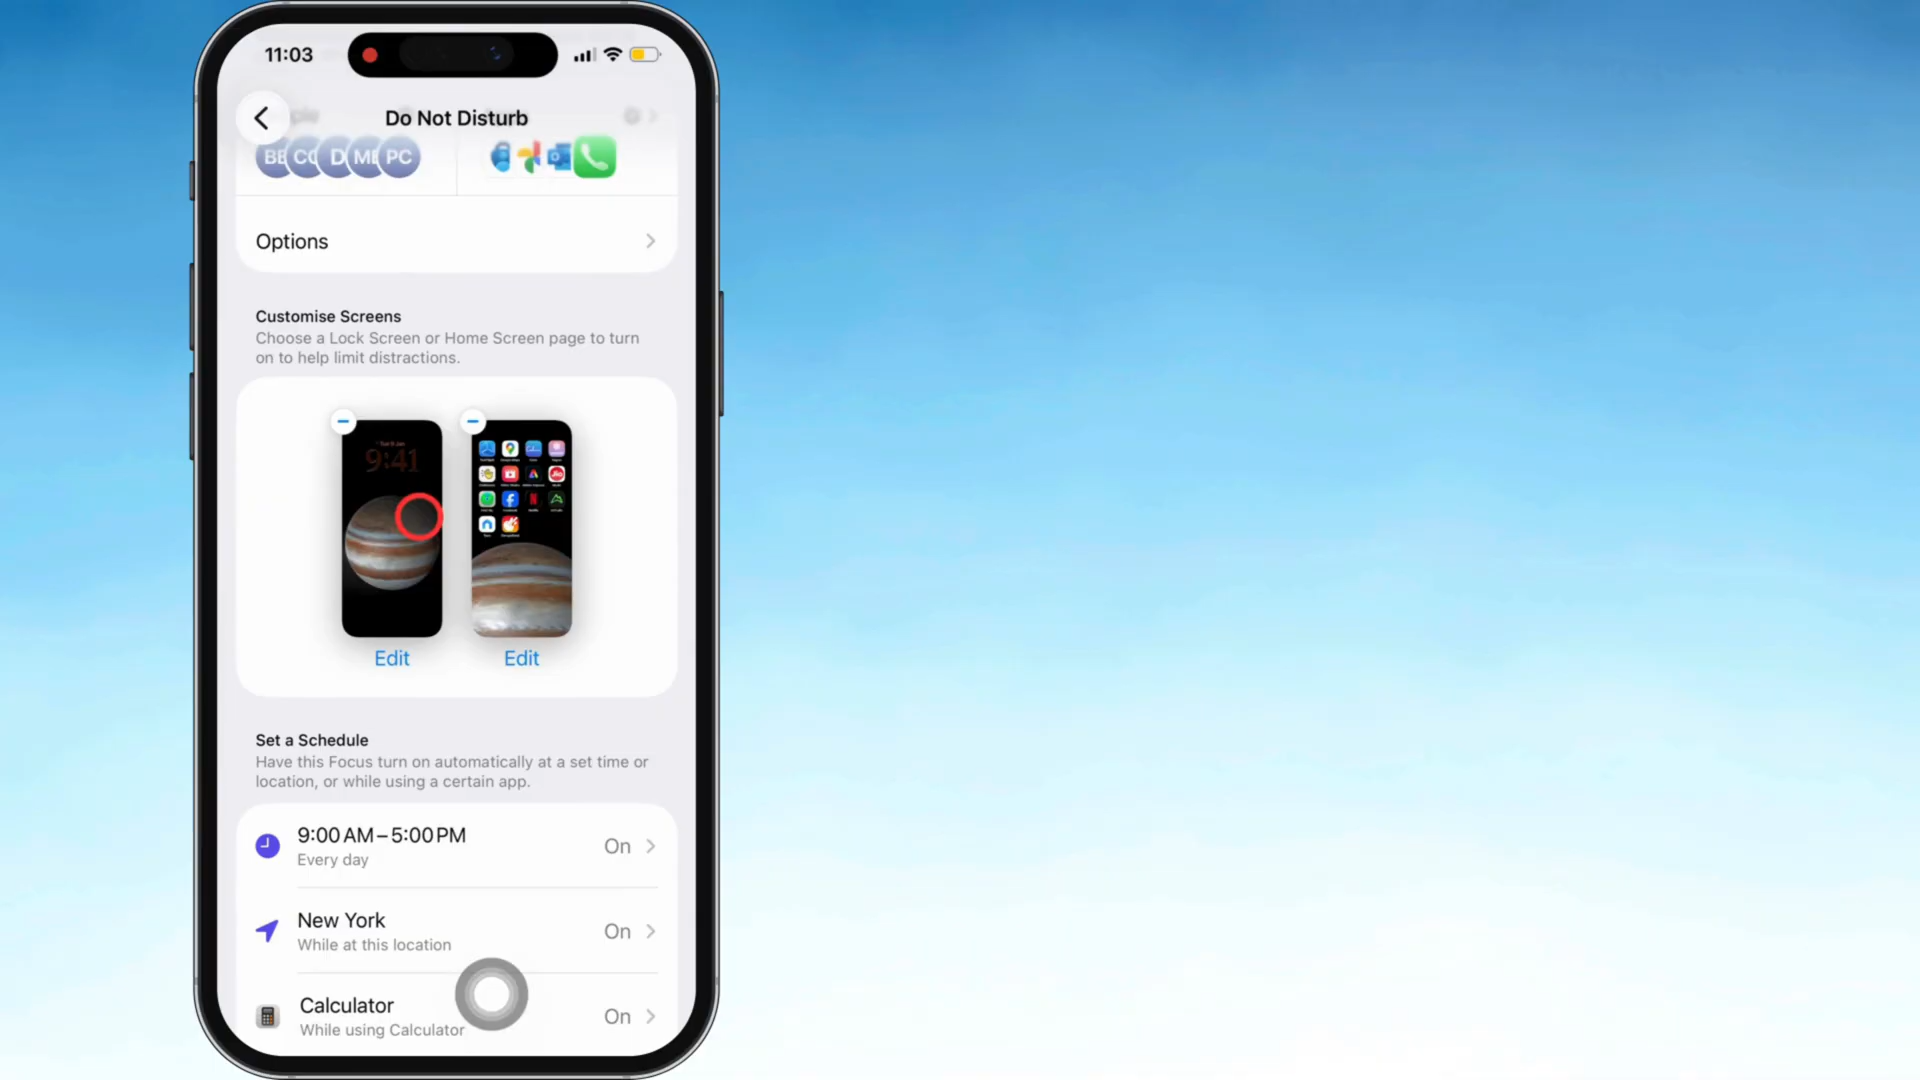 11:03
Do Not Disturb
BE CC D ME PC
Options
Customise Screens
Choose a Lock Screen or Home Screen page to turn
on to help limit distractions.
9:41
Edit
Edit
Set a Schedule
Have this Focus turn on automatically at a set time or
location, or while using a certain app.
9:00 AM – 5:00 PM
Every day
On
New York
While at this location
On
Calculator
While using Calculator
On